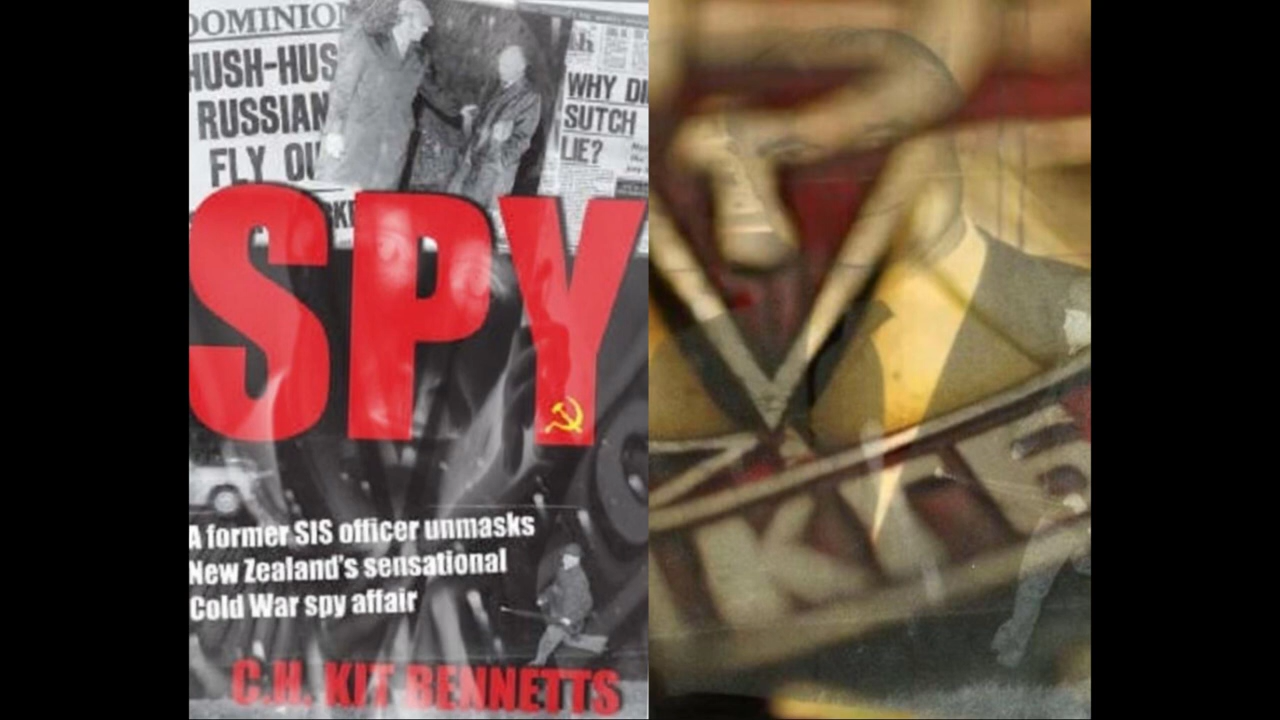 DOMINION
HUSH-HUS
RUSSIAN
FLY OU
WHY DI
SUTCH
LIE?
SPY
A former SIS officer unmasks
New Zealand's sensational
Cold War spy affair
C.H. KIT BENNETTS
КГБ